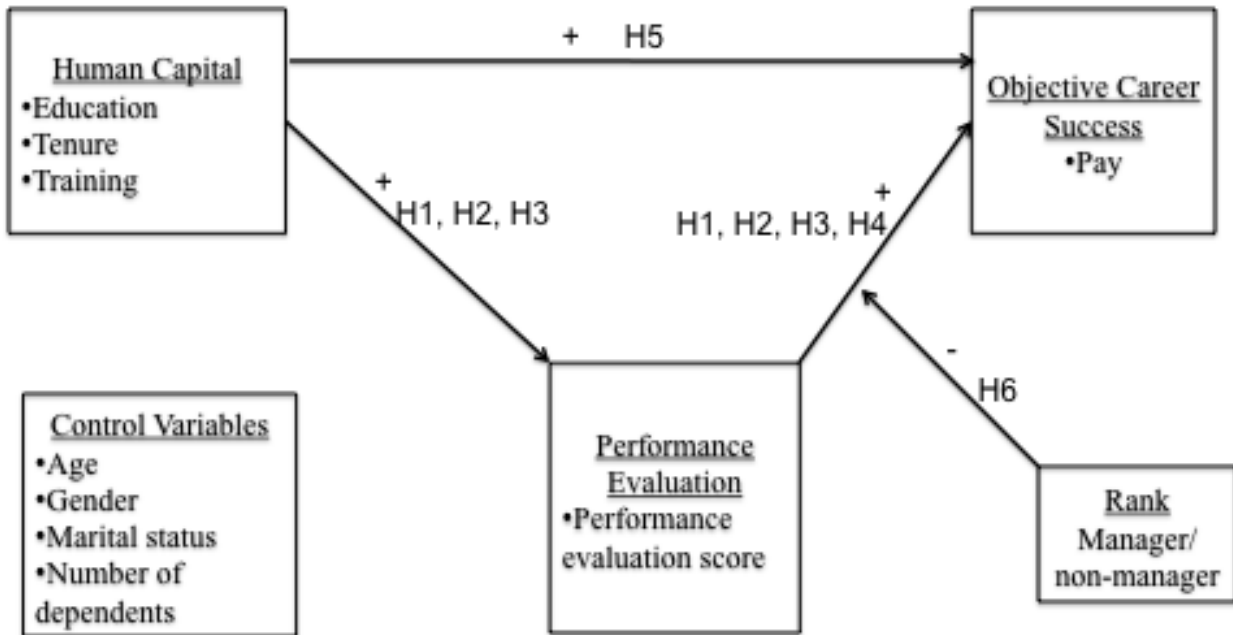 Human Capital
•Education
•Tenure
•Training
+ H5
Objective Career
Success
•Pay
+
H1, H2, H3
+
H1, H2, H3, H4
-
H6
Control Variables
•Age
•Gender
•Marital status
•Number of
dependents
Performance
Evaluation
•Performance
evaluation score
Rank
Manager/
non-manager